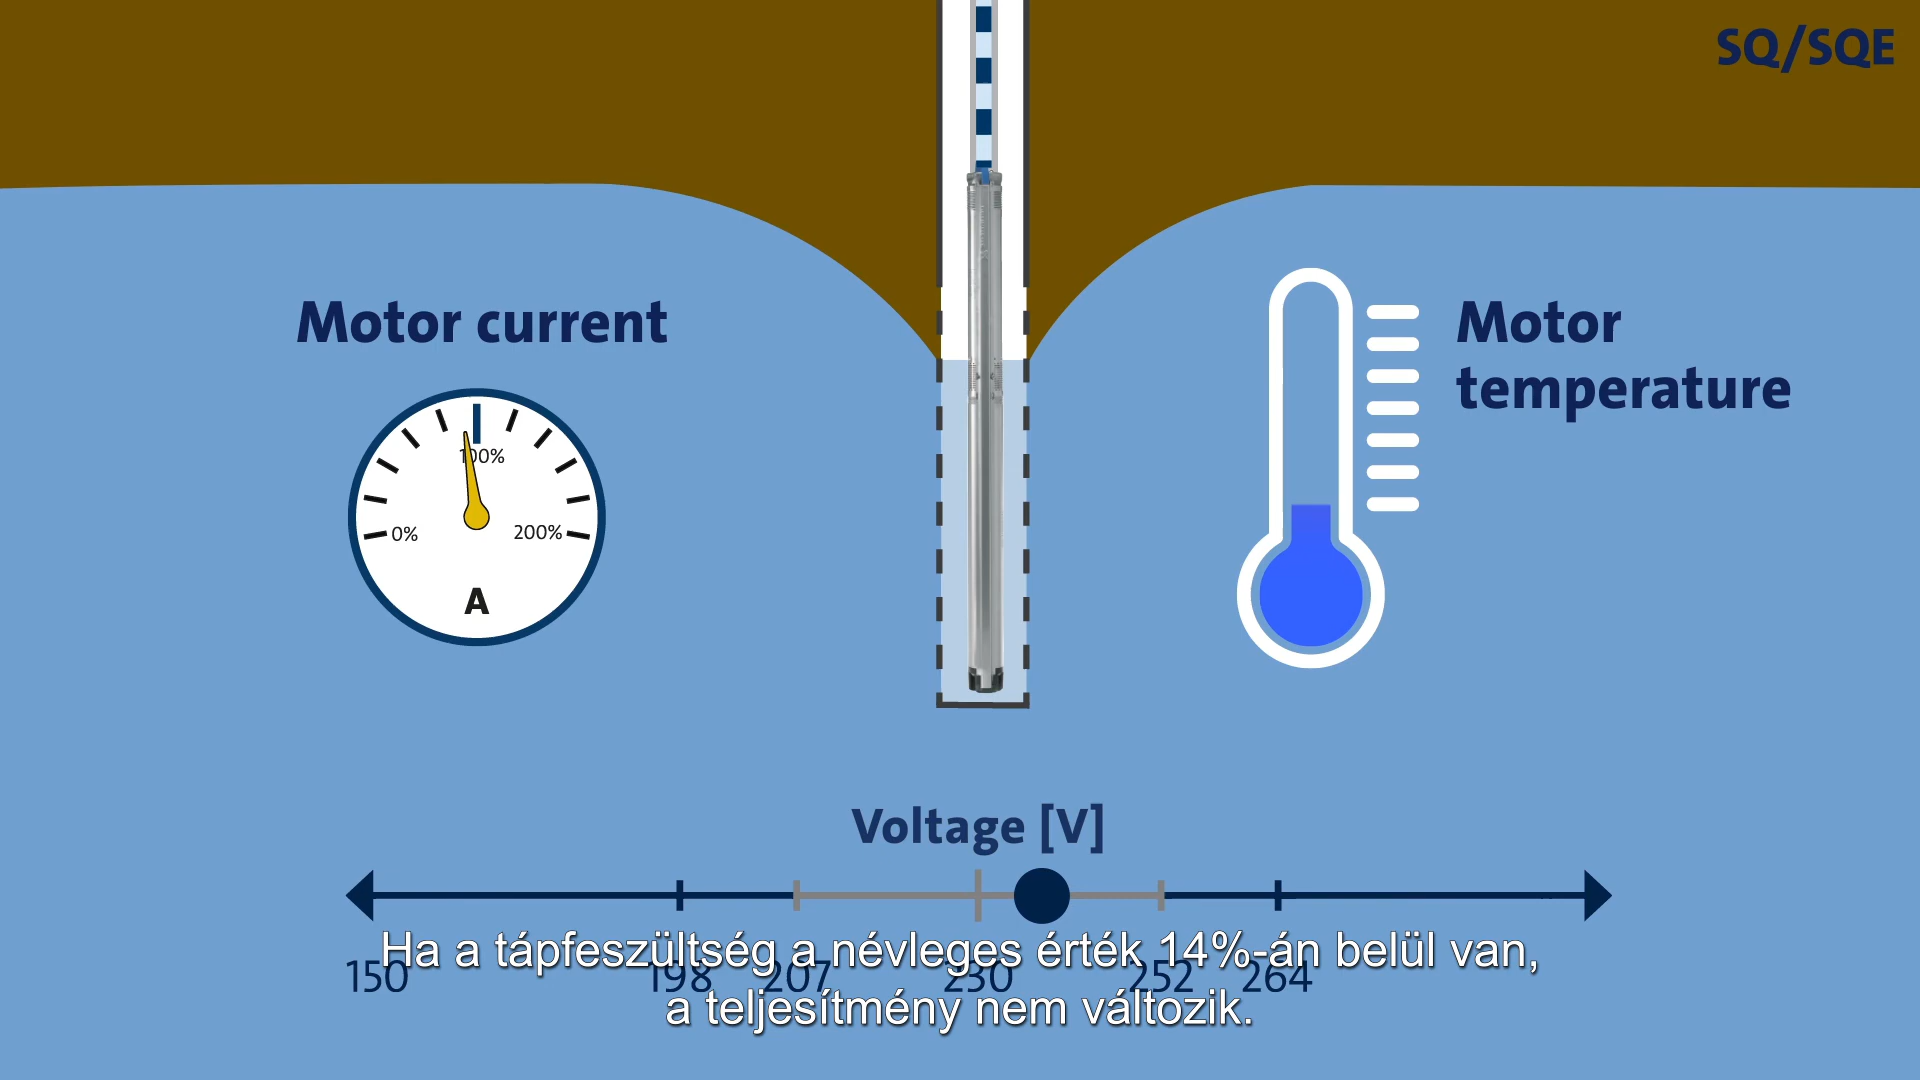 SQ/SQE
Motor current
Motor
temperature
100%
0%
200%
A
Voltage [V]
150 198 207 230 252 264
Ha a tápfeszültség a névleges érték 14%-án belül van,
a teljesítmény nem változik.